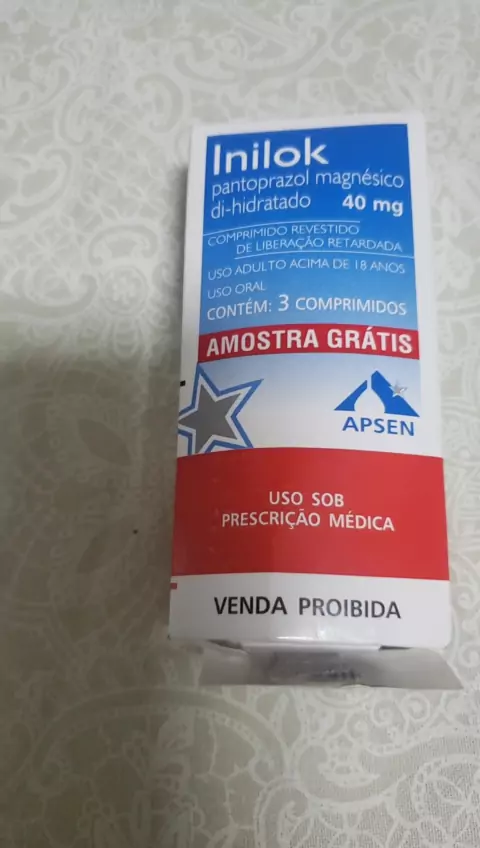 Inilok
pantoprazol magnésico
di-hidratado 40 mg
COMPRIMIDO REVESTIDO
DE LIBERAÇÃO RETARDADA
USO ADULTO ACIMA DE 18 ANOS
USO ORAL
CONTÉM: 3 COMPRIMIDOS
AMOSTRA GRÁTIS
APSEN
USO SOB
PRESCRIÇÃO MÉDICA
VENDA PROIBIDA